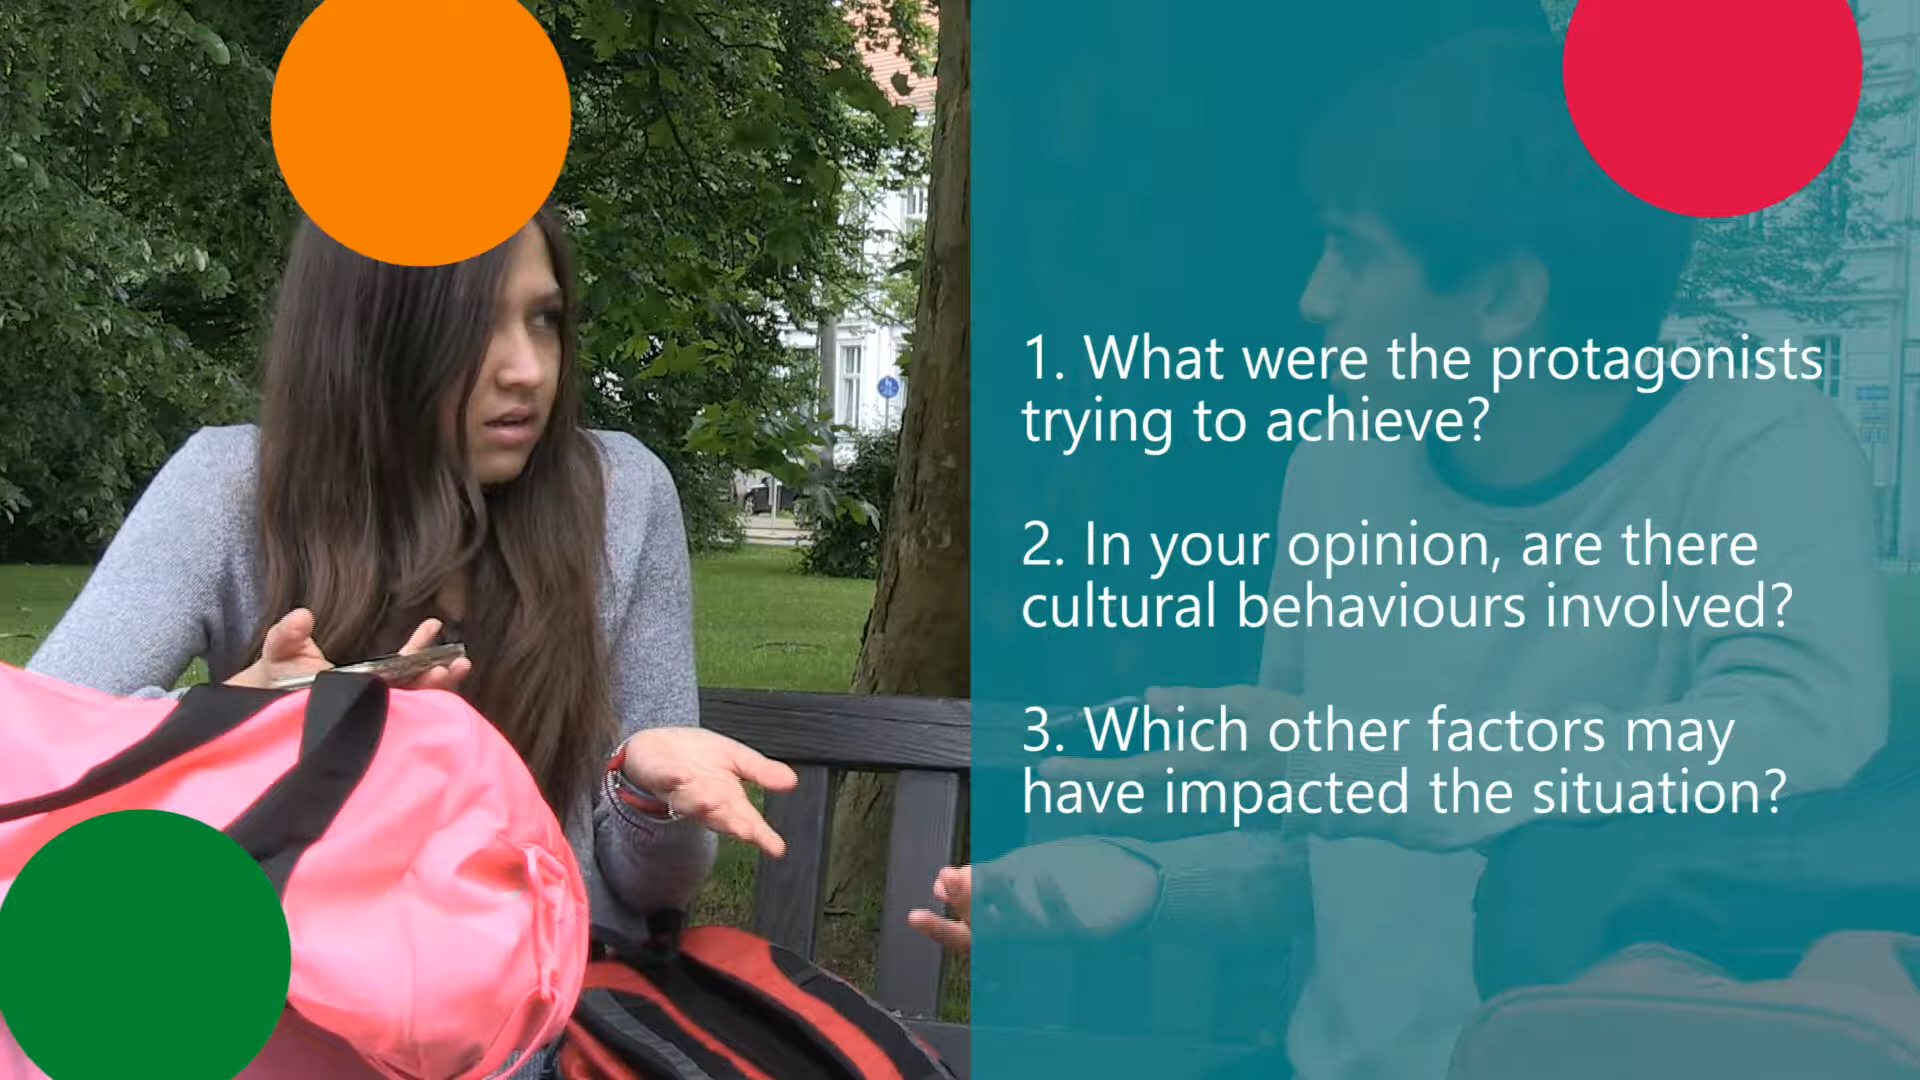 1. What were the protagonists
trying to achieve?
2. In your opinion, are there
cultural behaviours involved?
3. Which other factors may
have impacted the situation?